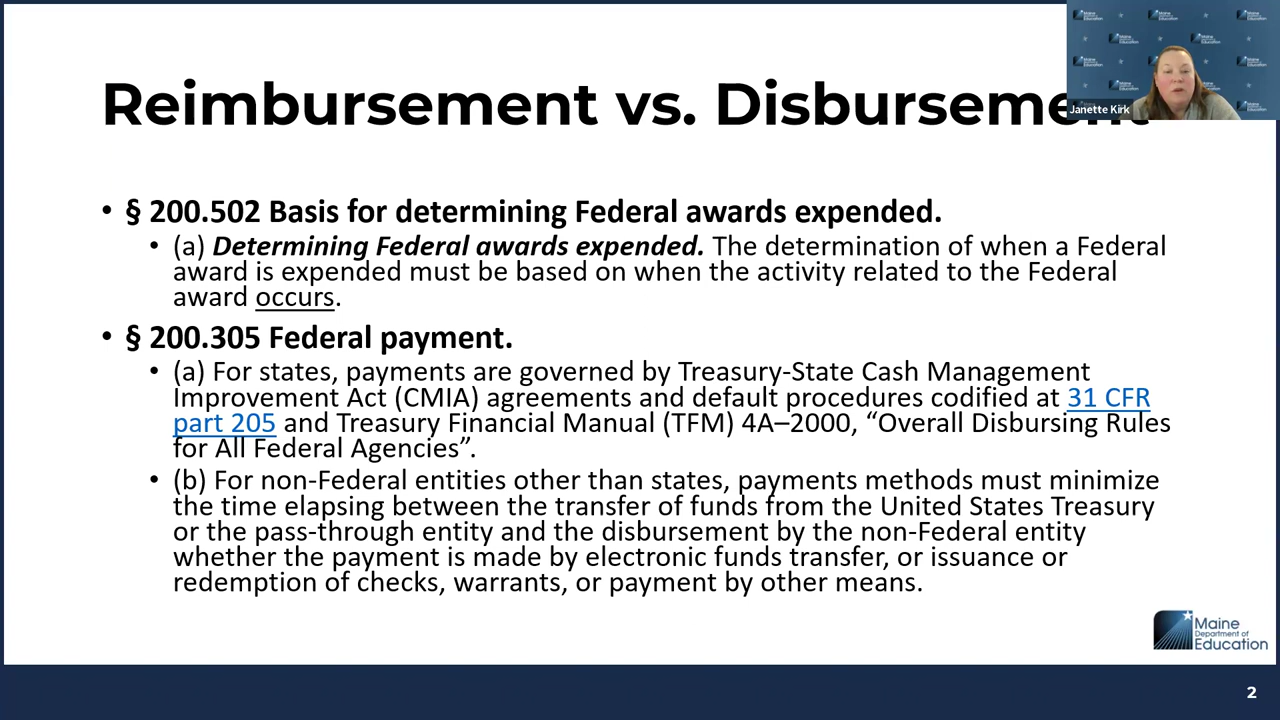 Reimbursement vs. Disbursement
Janette Kirk
• § 200.502 Basis for determining Federal awards expended.
• (a) Determining Federal awards expended. The determination of when a Federal
award is expended must be based on when the activity related to the Federal
award occurs.
• § 200.305 Federal payment.
• (a) For states, payments are governed by Treasury-State Cash Management
Improvement Act (CMIA) agreements and default procedures codified at 31 CFR
part 205 and Treasury Financial Manual (TFM) 4A–2000, “Overall Disbursing Rules
for All Federal Agencies”.
• (b) For non-Federal entities other than states, payments methods must minimize
the time elapsing between the transfer of funds from the United States Treasury
or the pass-through entity and the disbursement by the non-Federal entity
whether the payment is made by electronic funds transfer, or issuance or
redemption of checks, warrants, or payment by other means.
Maine
Department of
Education
2